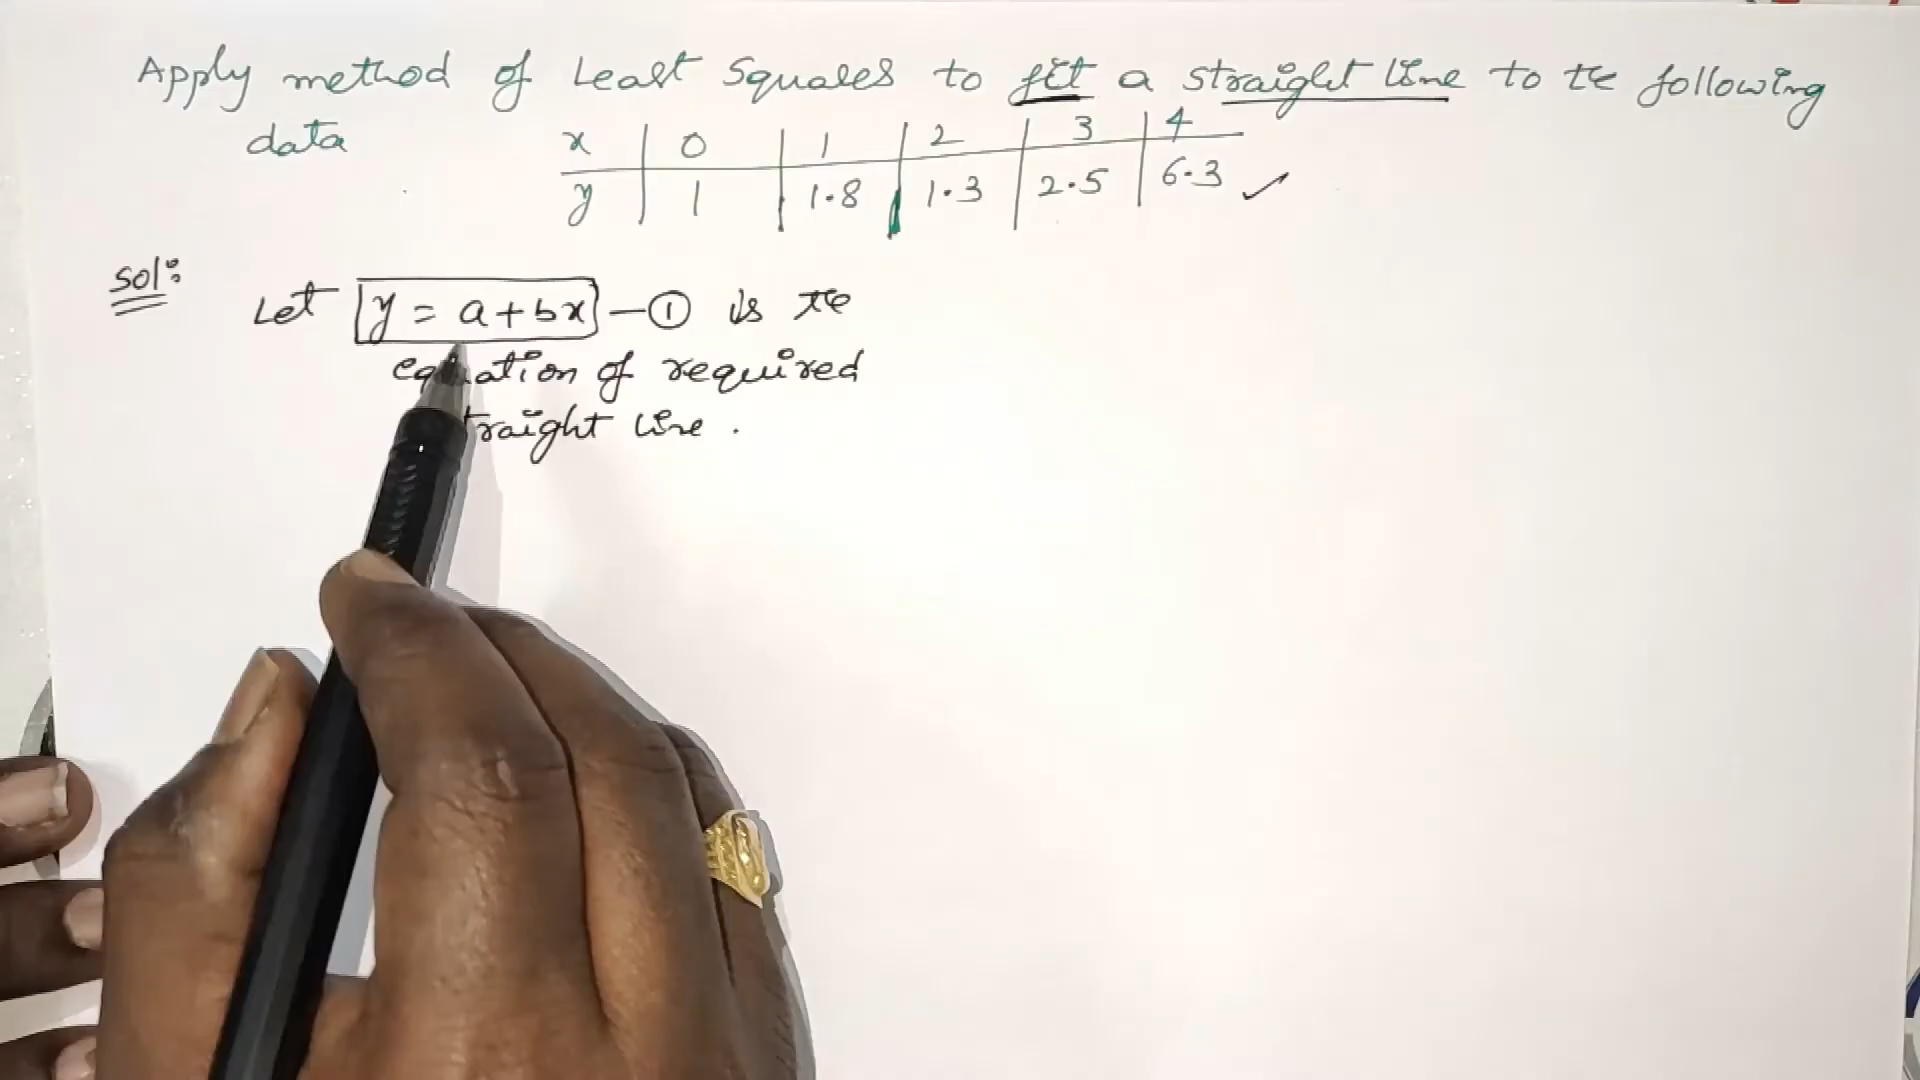 Apply method of Least Squares to fit a straight line to the following
data
x | 0 | 1 | 2 | 3 | 4
y | 1 | 1.8 | 1.3 | 2.5 | 6.3 ✓
Sol:
Let y = a+bx —① is the
equation of required
straight line.